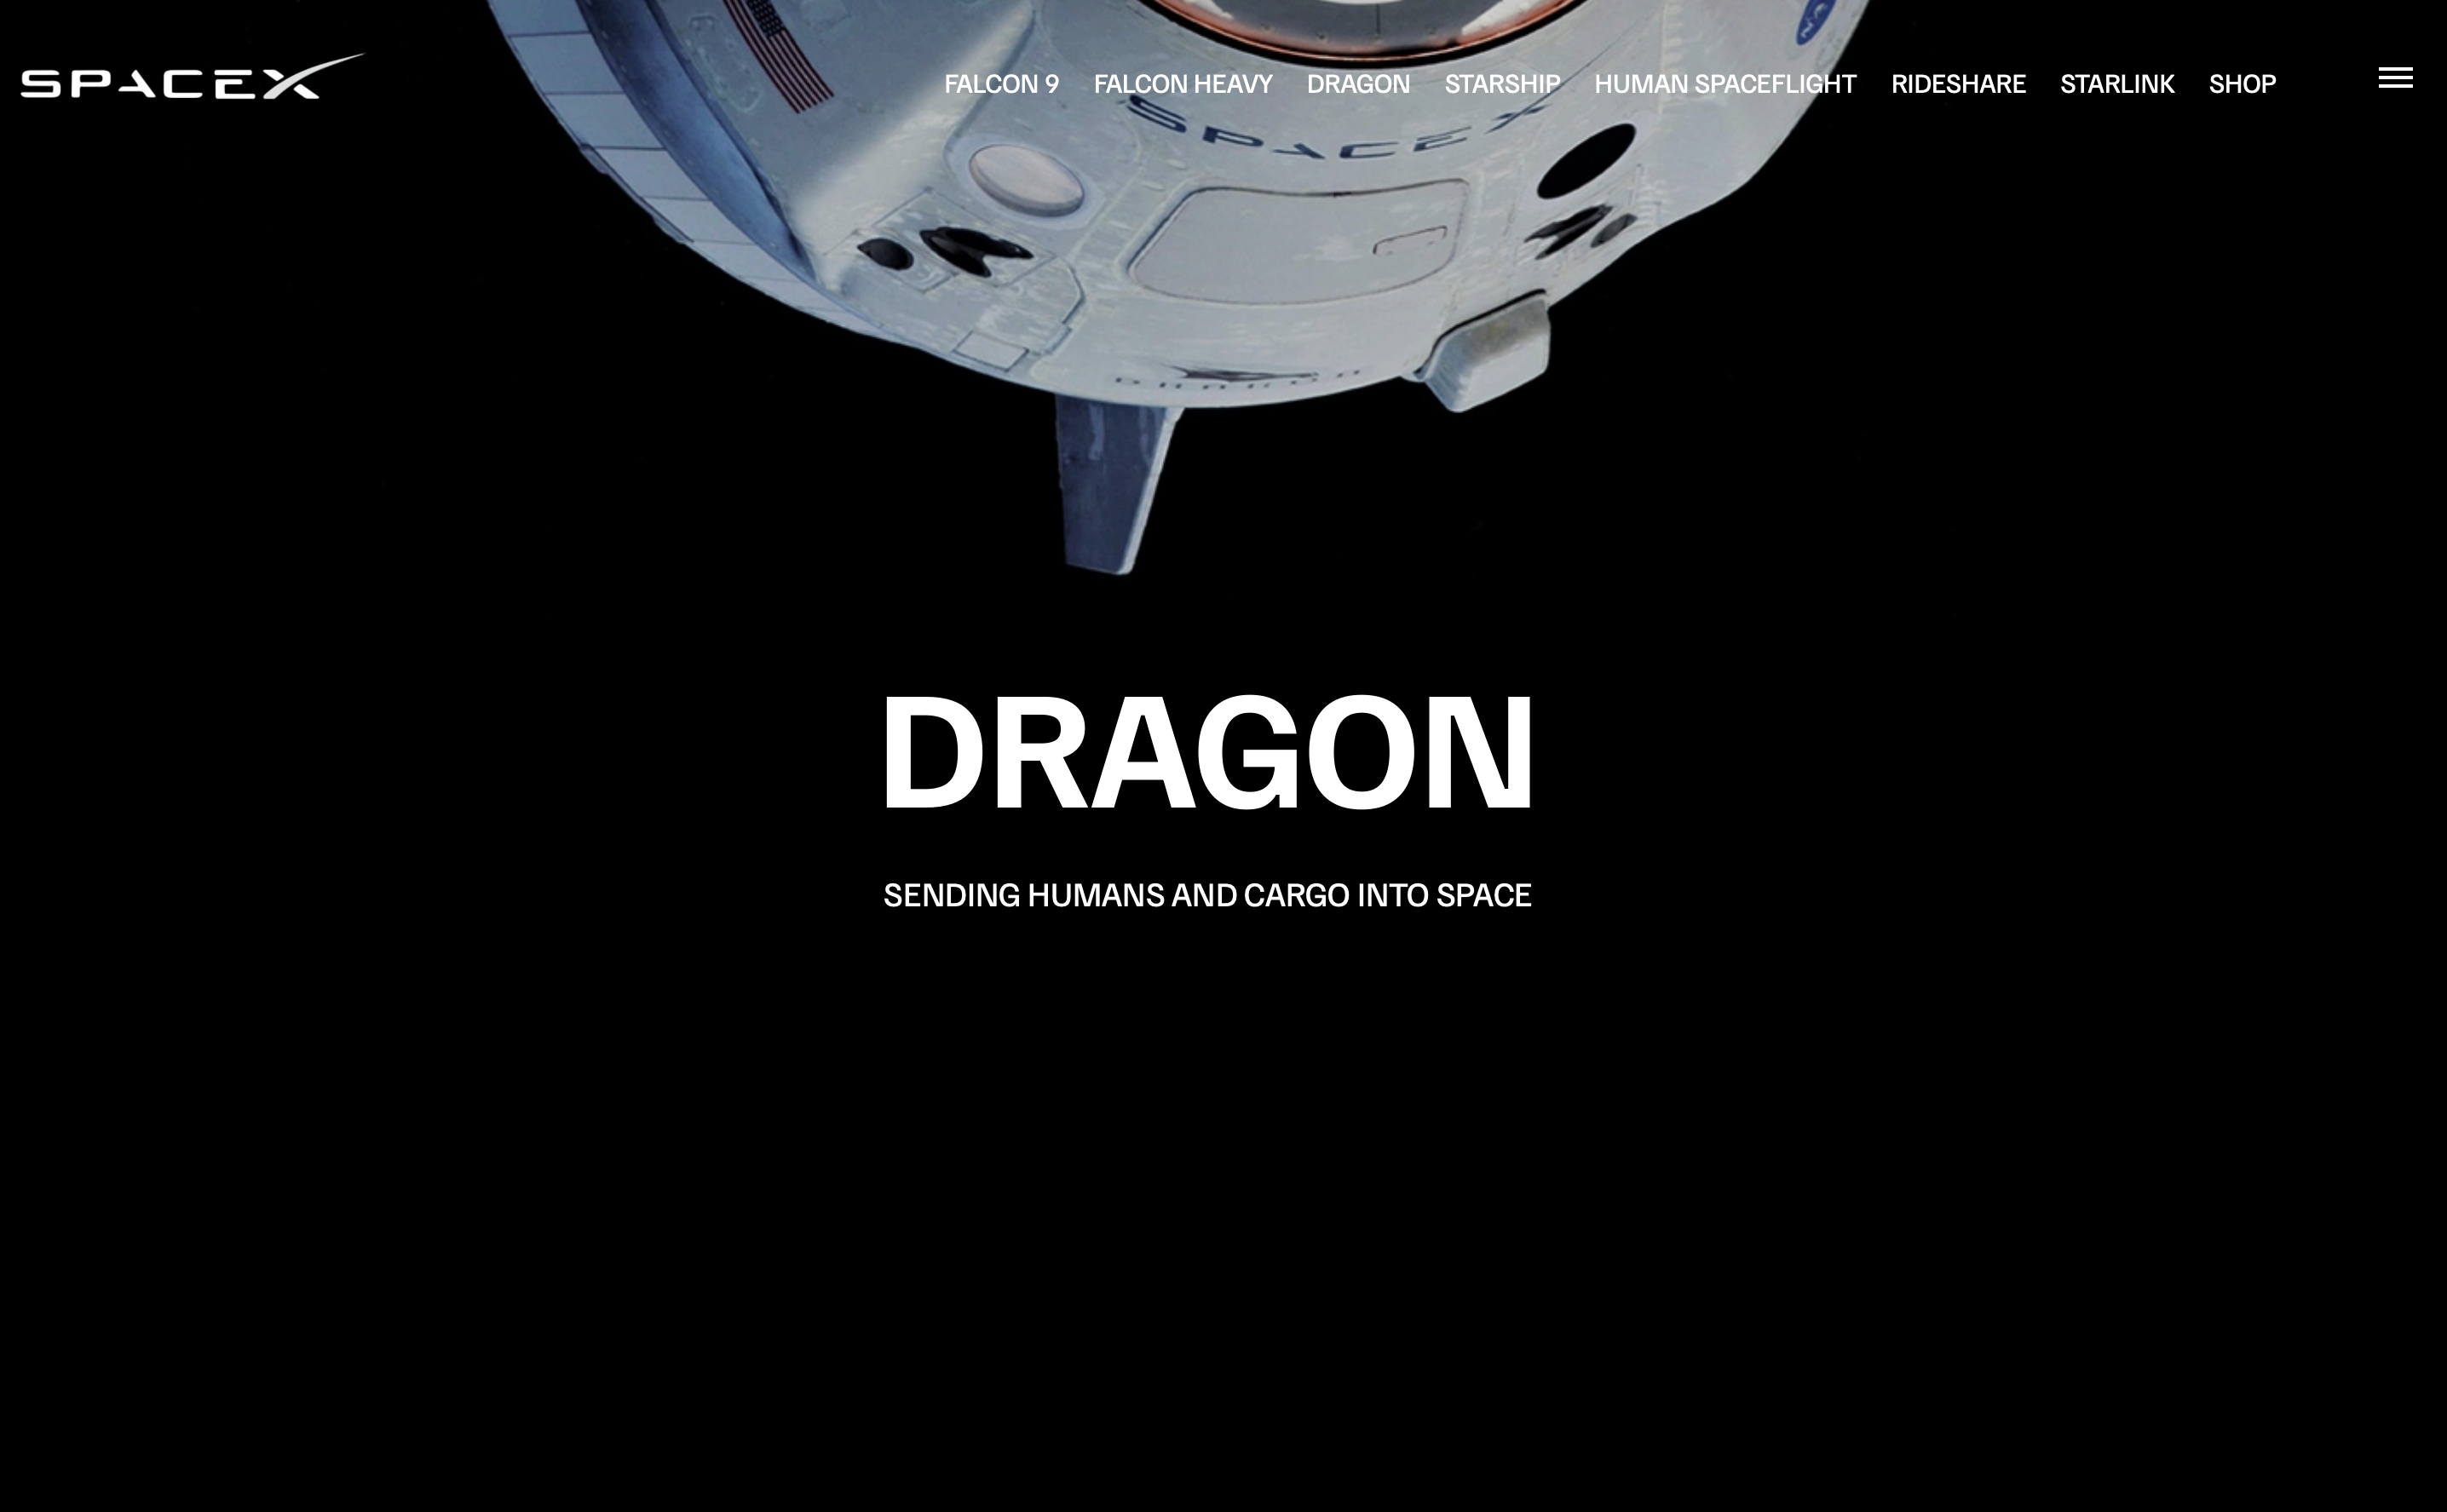 SPACEX
FALCON 9 FALCON HEAVY DRAGON STARSHIP HUMAN SPACEFLIGHT RIDESHARE STARLINK SHOP
SPACEX
DRAGON
DRAGON
SENDING HUMANS AND CARGO INTO SPACE